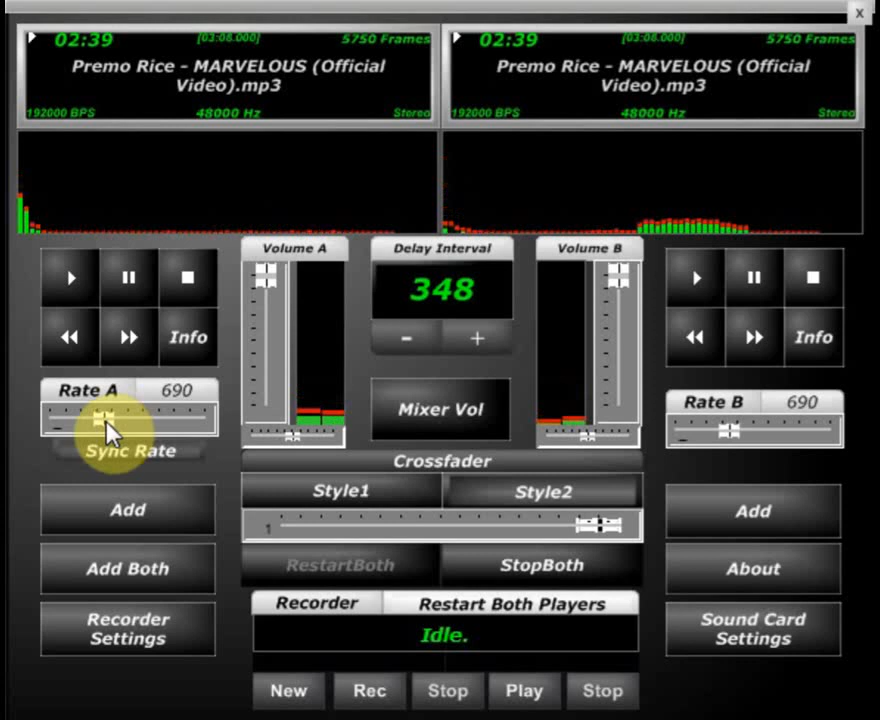 x
02:39 [03:06.000] 5750 Frames
Premo Rice - MARVELOUS (Official
Video).mp3
192000 BPS 48000 Hz Stereo
02:39 [03:06.000] 5750 Frames
Premo Rice - MARVELOUS (Official
Video).mp3
192000 BPS 48000 Hz Stereo
Volume A
Delay Interval
Volume B
348
- +
Info
Info
Mixer Vol
Rate A 690
Rate B 690
Sync Rate
Crossfader
Style1 Style2
1
Add
Add
RestartBoth StopBoth
Add Both
About
Recorder Restart Both Players
Idle.
Recorder
Settings
Sound Card
Settings
New Rec Stop Play Stop